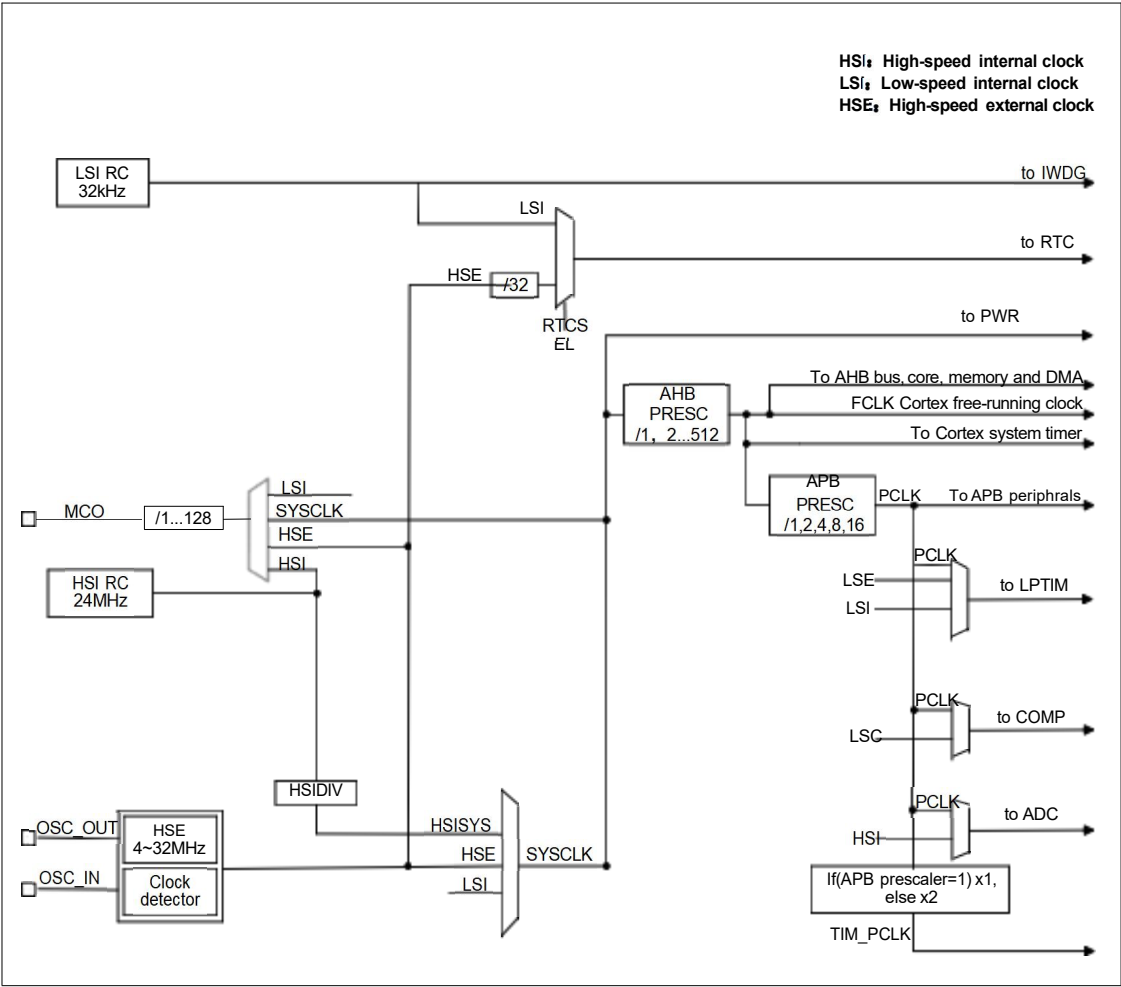 HSI: High-speed internal clock
LSI: Low-speed internal clock
HSE: High-speed external clock
LSI RC
32kHz
to IWDG
LSI
to RTC
HSE
/32
RTCS
EL
to PWR
To AHB bus, core, memory and DMA
AHB
PRESC
/1, 2...512
FCLK Cortex free-running clock
To Cortex system timer
APB
PRESC
/1,2,4,8,16
PCLK
To APB periphrals
MCO
/1...128
LSI
SYSCLK
HSE
HSI
HSI RC
24MHz
PCLK
LSE
LSI
to LPTIM
PCLK
LSC
to COMP
HSIDIV
PCLK
HSI
to ADC
OSC_OUT
OSC_IN
HSE
4~32MHz
Clock
detector
HSISYS
HSE
LSI
SYSCLK
If(APB prescaler=1) x1,
else x2
TIM_PCLK